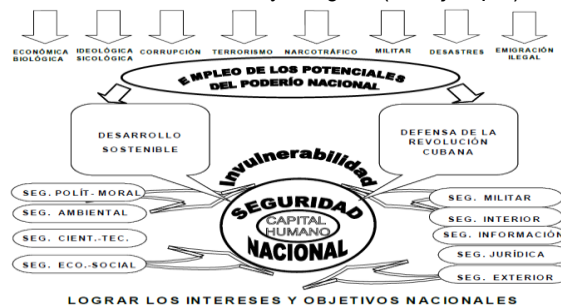 ECONÓMICA BIOLÓGICA
IDEOLÓGICA SICOLÓGICA
CORRUPCIÓN
TERRORISMO
NARCOTRÁFICO
MILITAR
DESASTRES
EMIGRACIÓN ILEGAL
EMPLEO DE LOS POTENCIALES
DEL PODERÍO NACIONAL
DESARROLLO
SOSTENIBLE
DEFENSA DE LA
REVOLUCIÓN
CUBANA
Invulnerabilidad
SEGURIDAD
CAPITAL
HUMANO
NACIONAL
SEG. POLÍT-MORAL
SEG. AMBIENTAL
SEG. CIENT.-TEC.
SEG. ECO.-SOCIAL
SEG. MILITAR
SEG. INTERIOR
SEG. INFORMACIÓN
SEG. JURÍDICA
SEG. EXTERIOR
LOGRAR LOS INTERESES Y OBJETIVOS NACIONALES